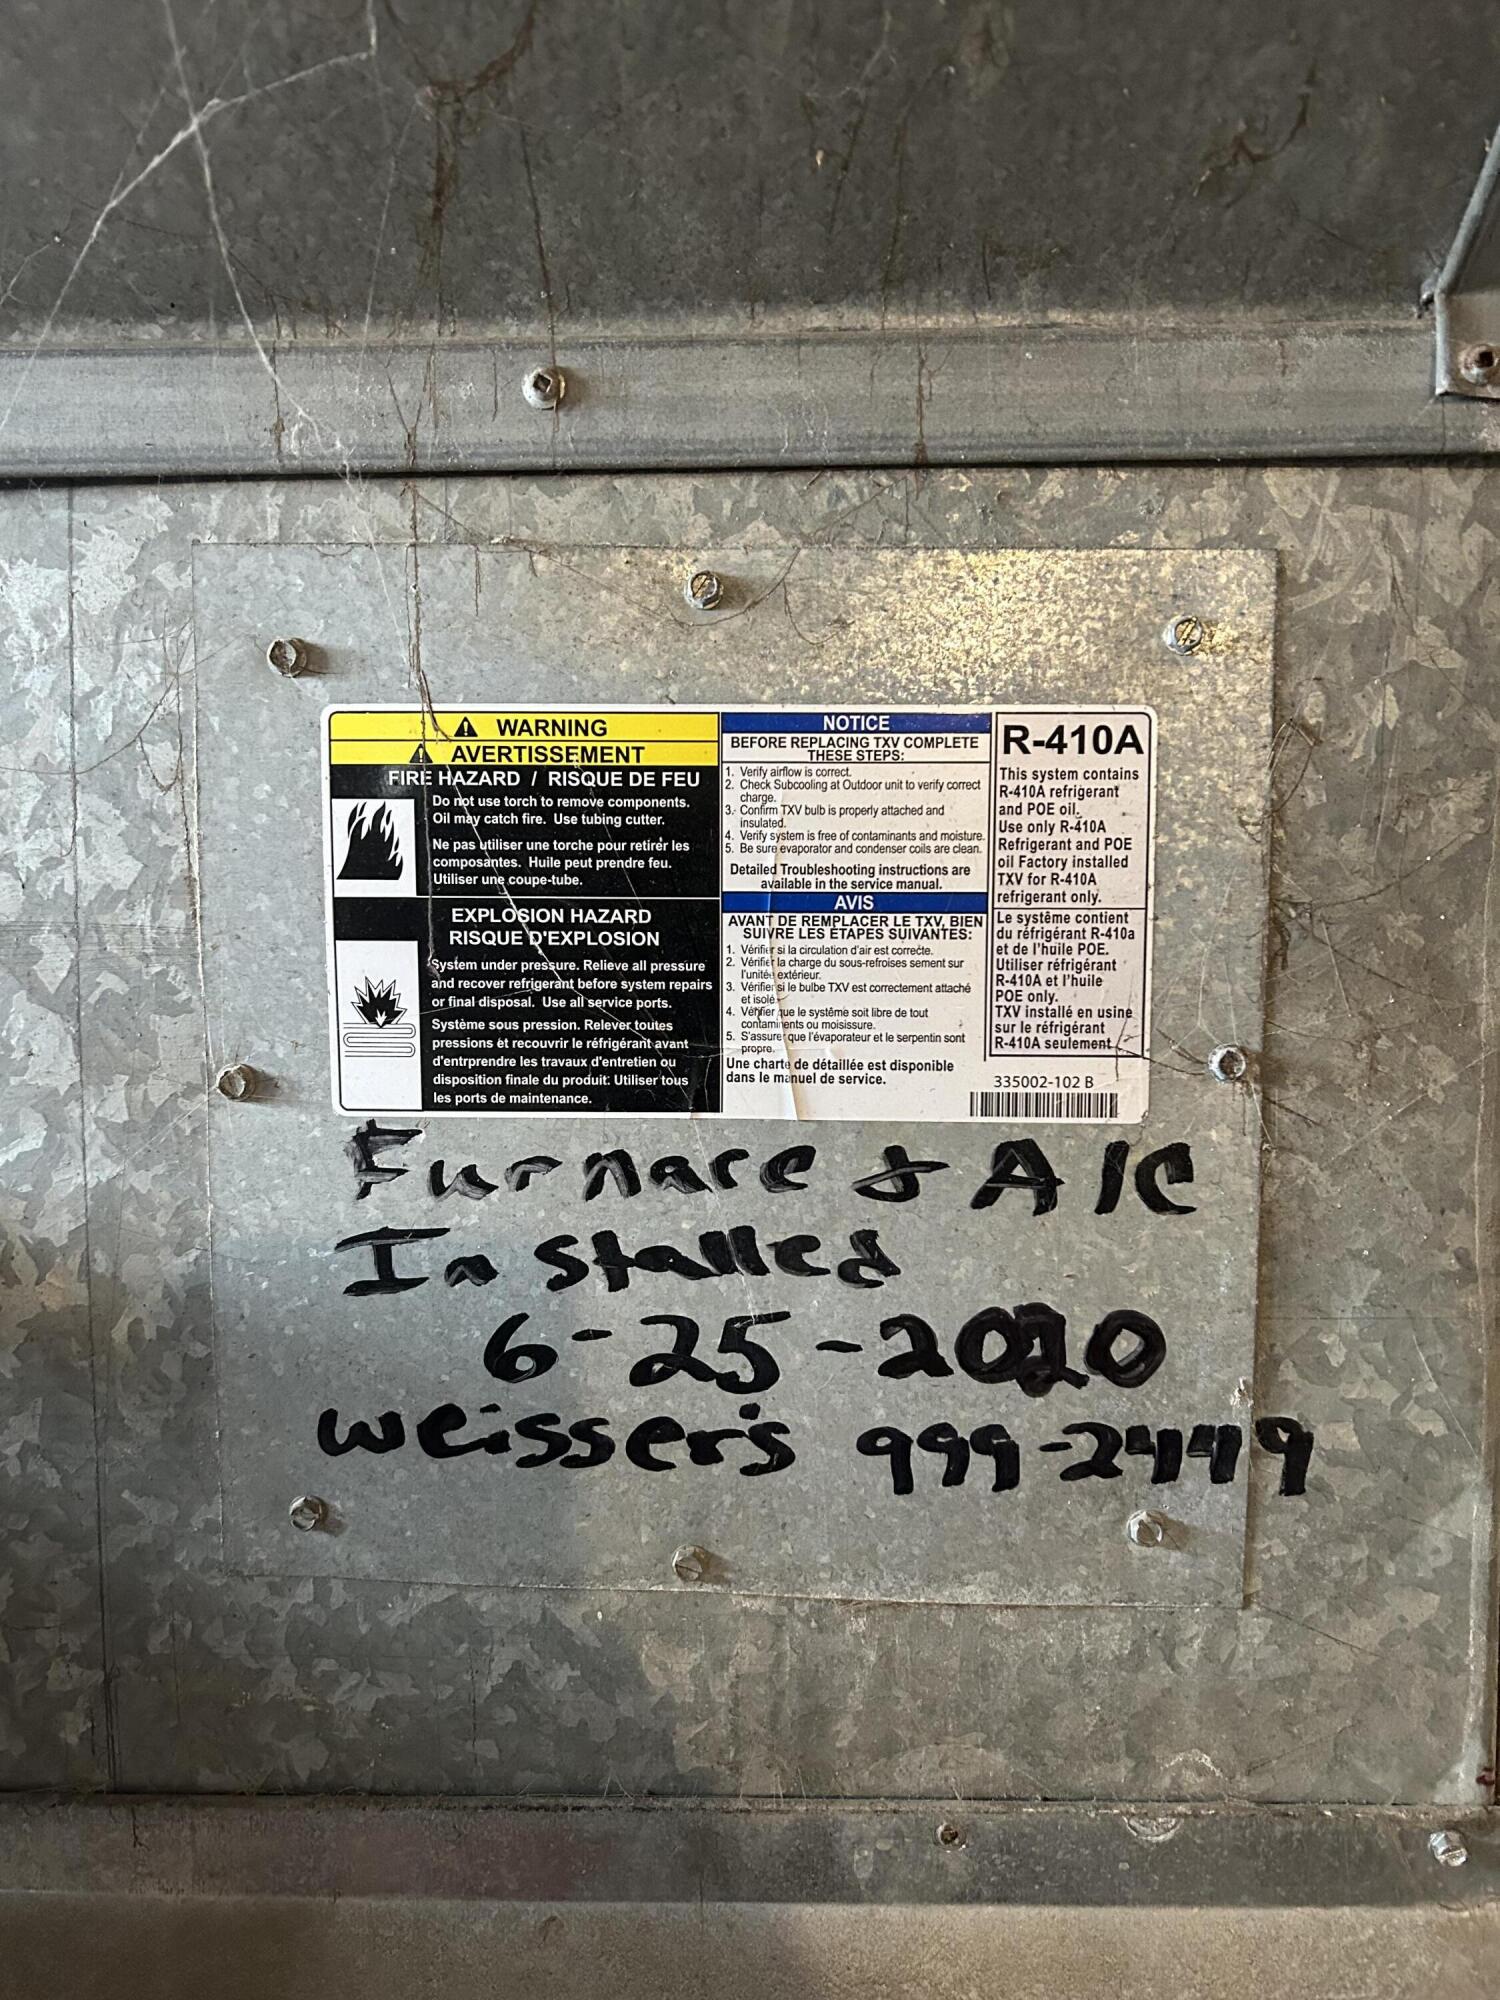 WARNING
AVERTISSEMENT
FIRE HAZARD / RISQUE DE FEU
Do not use torch to remove components.
Oil may catch fire. Use tubing cutter.
Ne pas utiliser une torche pour retirer les
composantes. Huile peut prendre feu.
Utiliser une coupe-tube.
EXPLOSION HAZARD
RISQUE D'EXPLOSION
System under pressure. Relieve all pressure
and recover refrigerant before system repairs
or final disposal. Use all service ports.
Système sous pression. Relever toutes
pressions et recouvrir le réfrigérant avant
d'entrprendre les travaux d'entretien ou
disposition finale du produit. Utiliser tous
les ports de maintenance.
NOTICE
BEFORE REPLACING TXV COMPLETE
THESE STEPS:
1. Verify airflow is correct.
2. Check Subcooling at Outdoor unit to verify correct
charge.
3. Confirm TXV bulb is properly attached and
insulated.
4. Verify system is free of contaminants and moisture.
5. Be sure evaporator and condenser coils are clean.
Detailed Troubleshooting instructions are
available in the service manual.
AVIS
AVANT DE REMPLACER LE TXV, BIEN
SUIVRE LES ÉTAPES SUIVANTES:
1. Vérifier si la circulation d'air est correcte.
2. Vérifier la charge du sous-refroises sement sur
l'unitée extérieur.
3. Vérifier si le bulbe TXV est correctement attaché
et isolé.
4. Vérifier que le système soit libre de tout
contaminents ou moisissure.
5. S'assurer que l'évaporateur et le serpentin sont
propre.
Une charte de détaillée est disponible
dans le manuel de service.
R-410A
This system contains
R-410A refrigerant
and POE oil.
Use only R-410A
Refrigerant and POE
oil Factory installed
TXV for R-410A
refrigerant only.
Le système contient
du réfrigérant R-410a
et de l'huile POE.
Utiliser réfrigérant
R-410A et l'huile
POE only.
TXV installé en usine
sur le réfrigérant
R-410A seulement
335002-102 B
Furnace & A/C
Installed
6-25-2020
Weisser's 999-2449